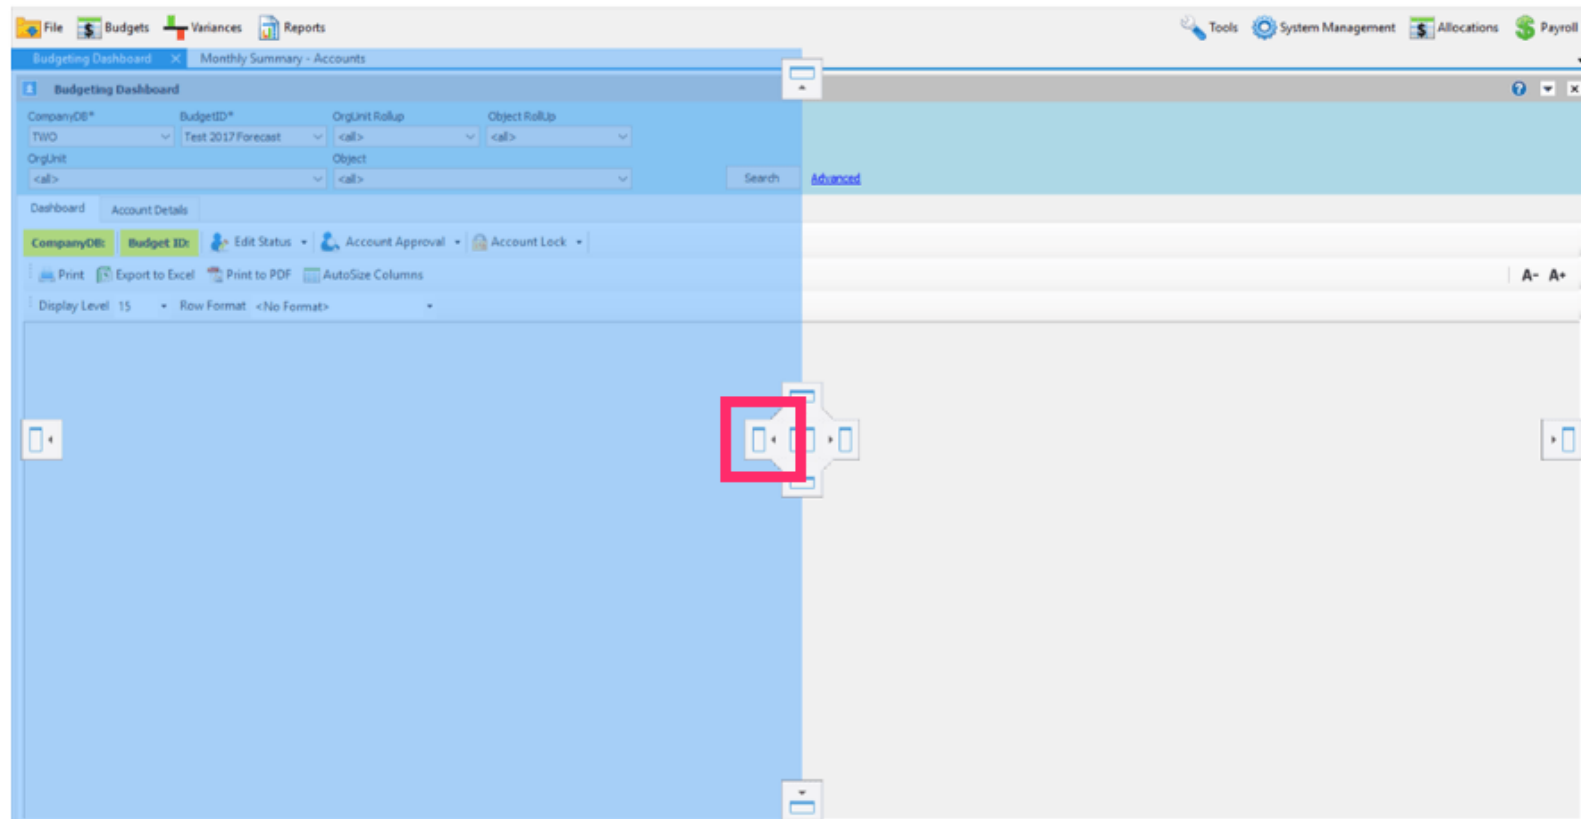 File Budgets Variances Reports Tools System Management Allocations Payroll
Budgeting Dashboard Monthly Summary - Accounts
Budgeting Dashboard
CompanyDB* BudgetID* OrgUnit Rollup Object RollUp
TWO Test 2017 Forecast <all> <all>
OrgUnit Object
<all> <all> Search Advanced
Dashboard Account Details
CompanyDB: Budget ID: Edit Status Account Approval Account Lock
Print Export to Excel Print to PDF AutoSize Columns A- A+
Display Level 15 Row Format <No Format>